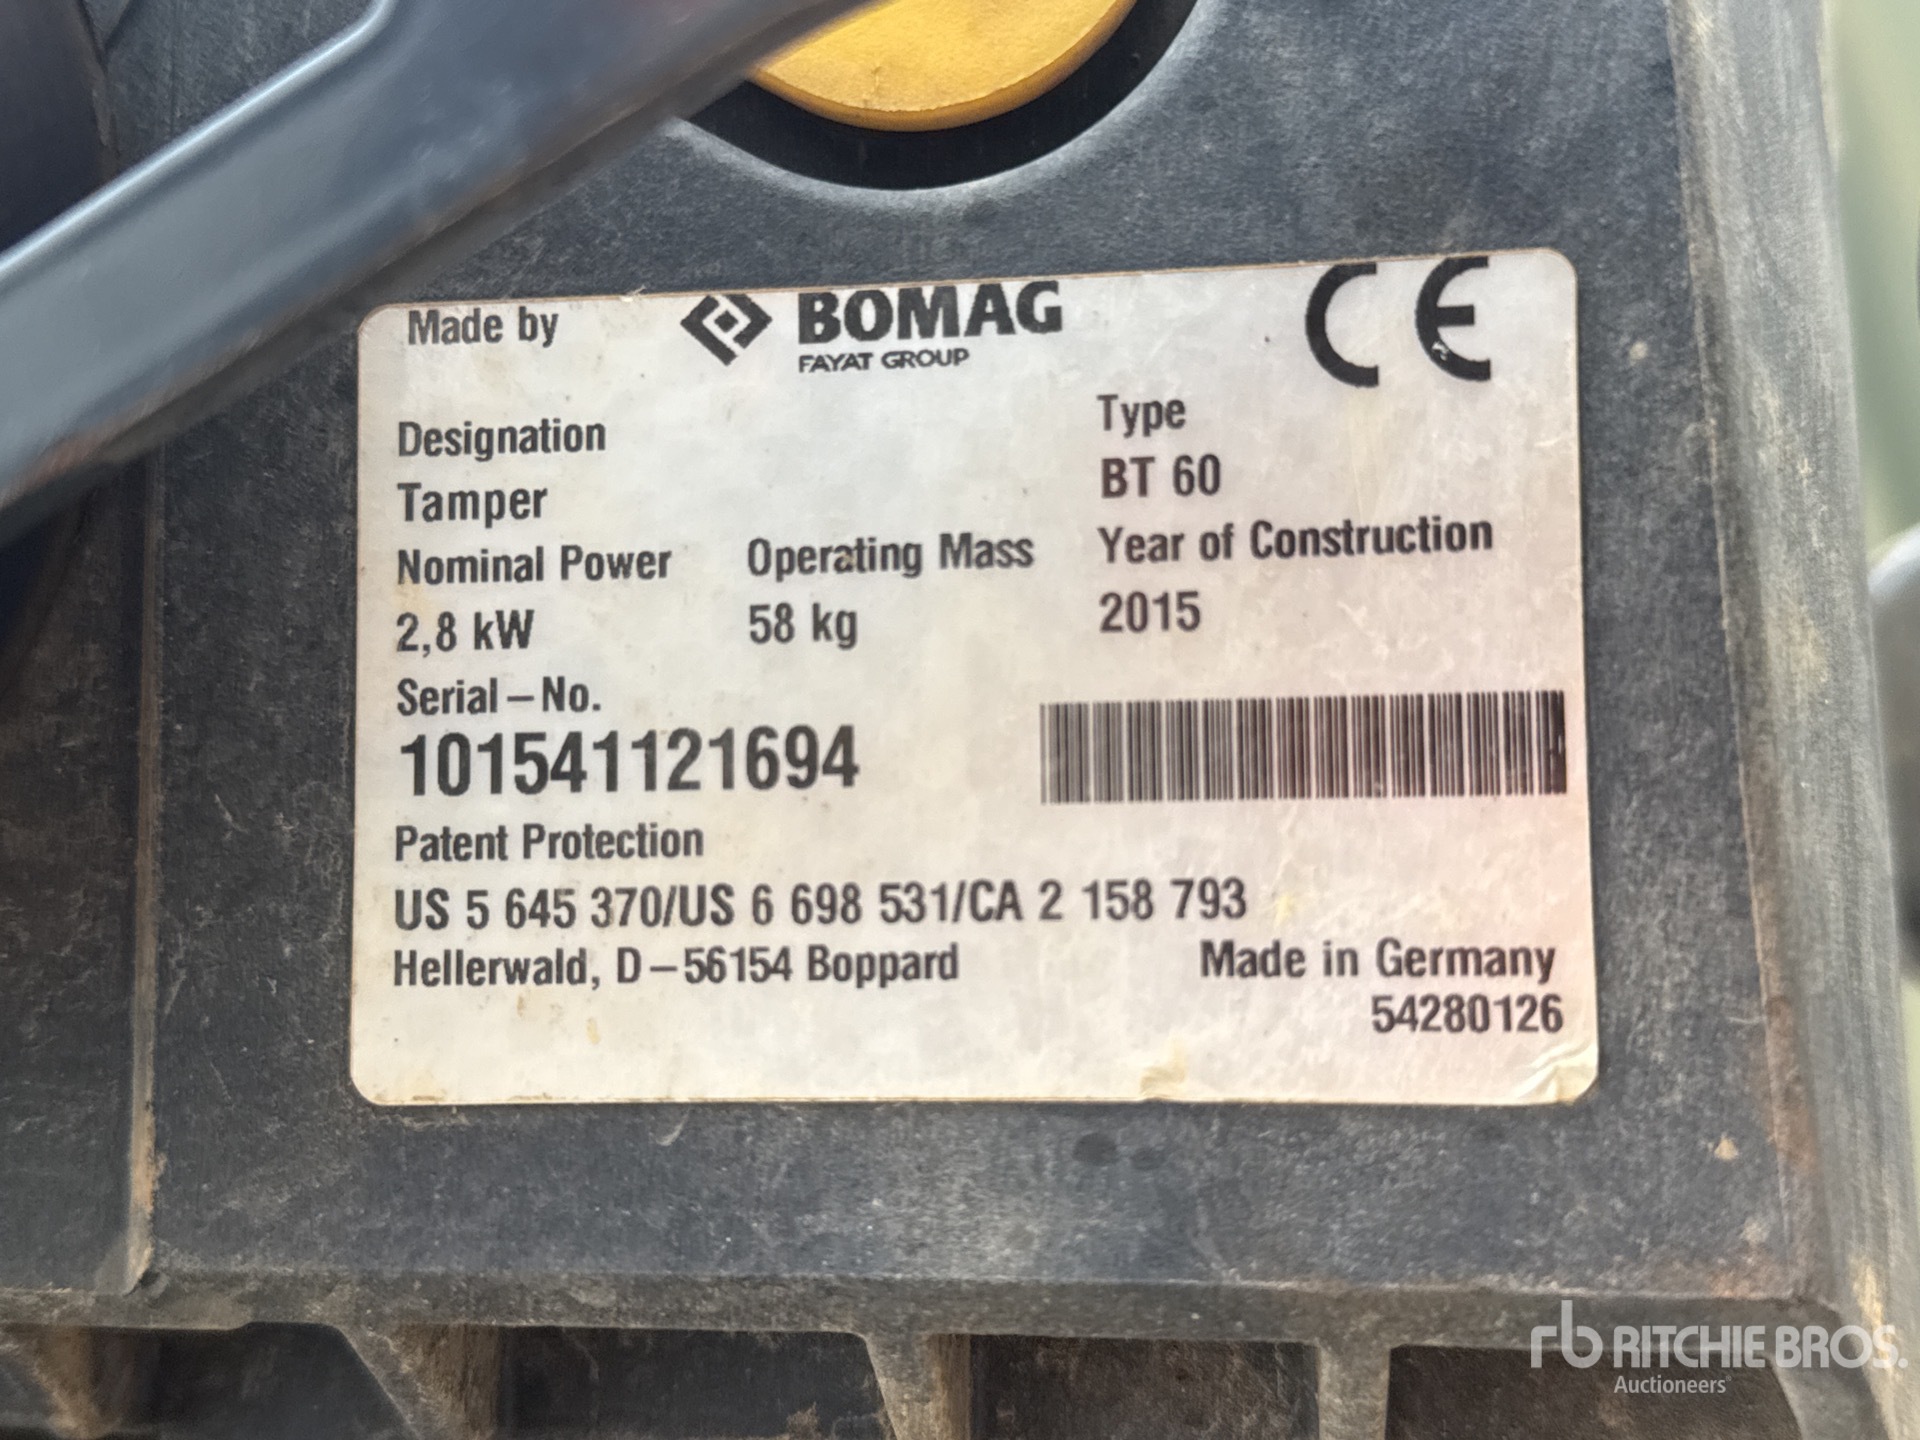 Made by BOMAG CE
FAYAT GROUP
Designation Type
Tamper BT 60
Nominal Power Operating Mass Year of Construction
2,8 kW 58 kg 2015
Serial-No.
101541121694
Patent Protection
US 5 645 370/US 6 698 531/CA 2 158 793
Hellerwald, D-56154 Boppard Made in Germany
54280126
rb RITCHIE BROS.
Auctioneers